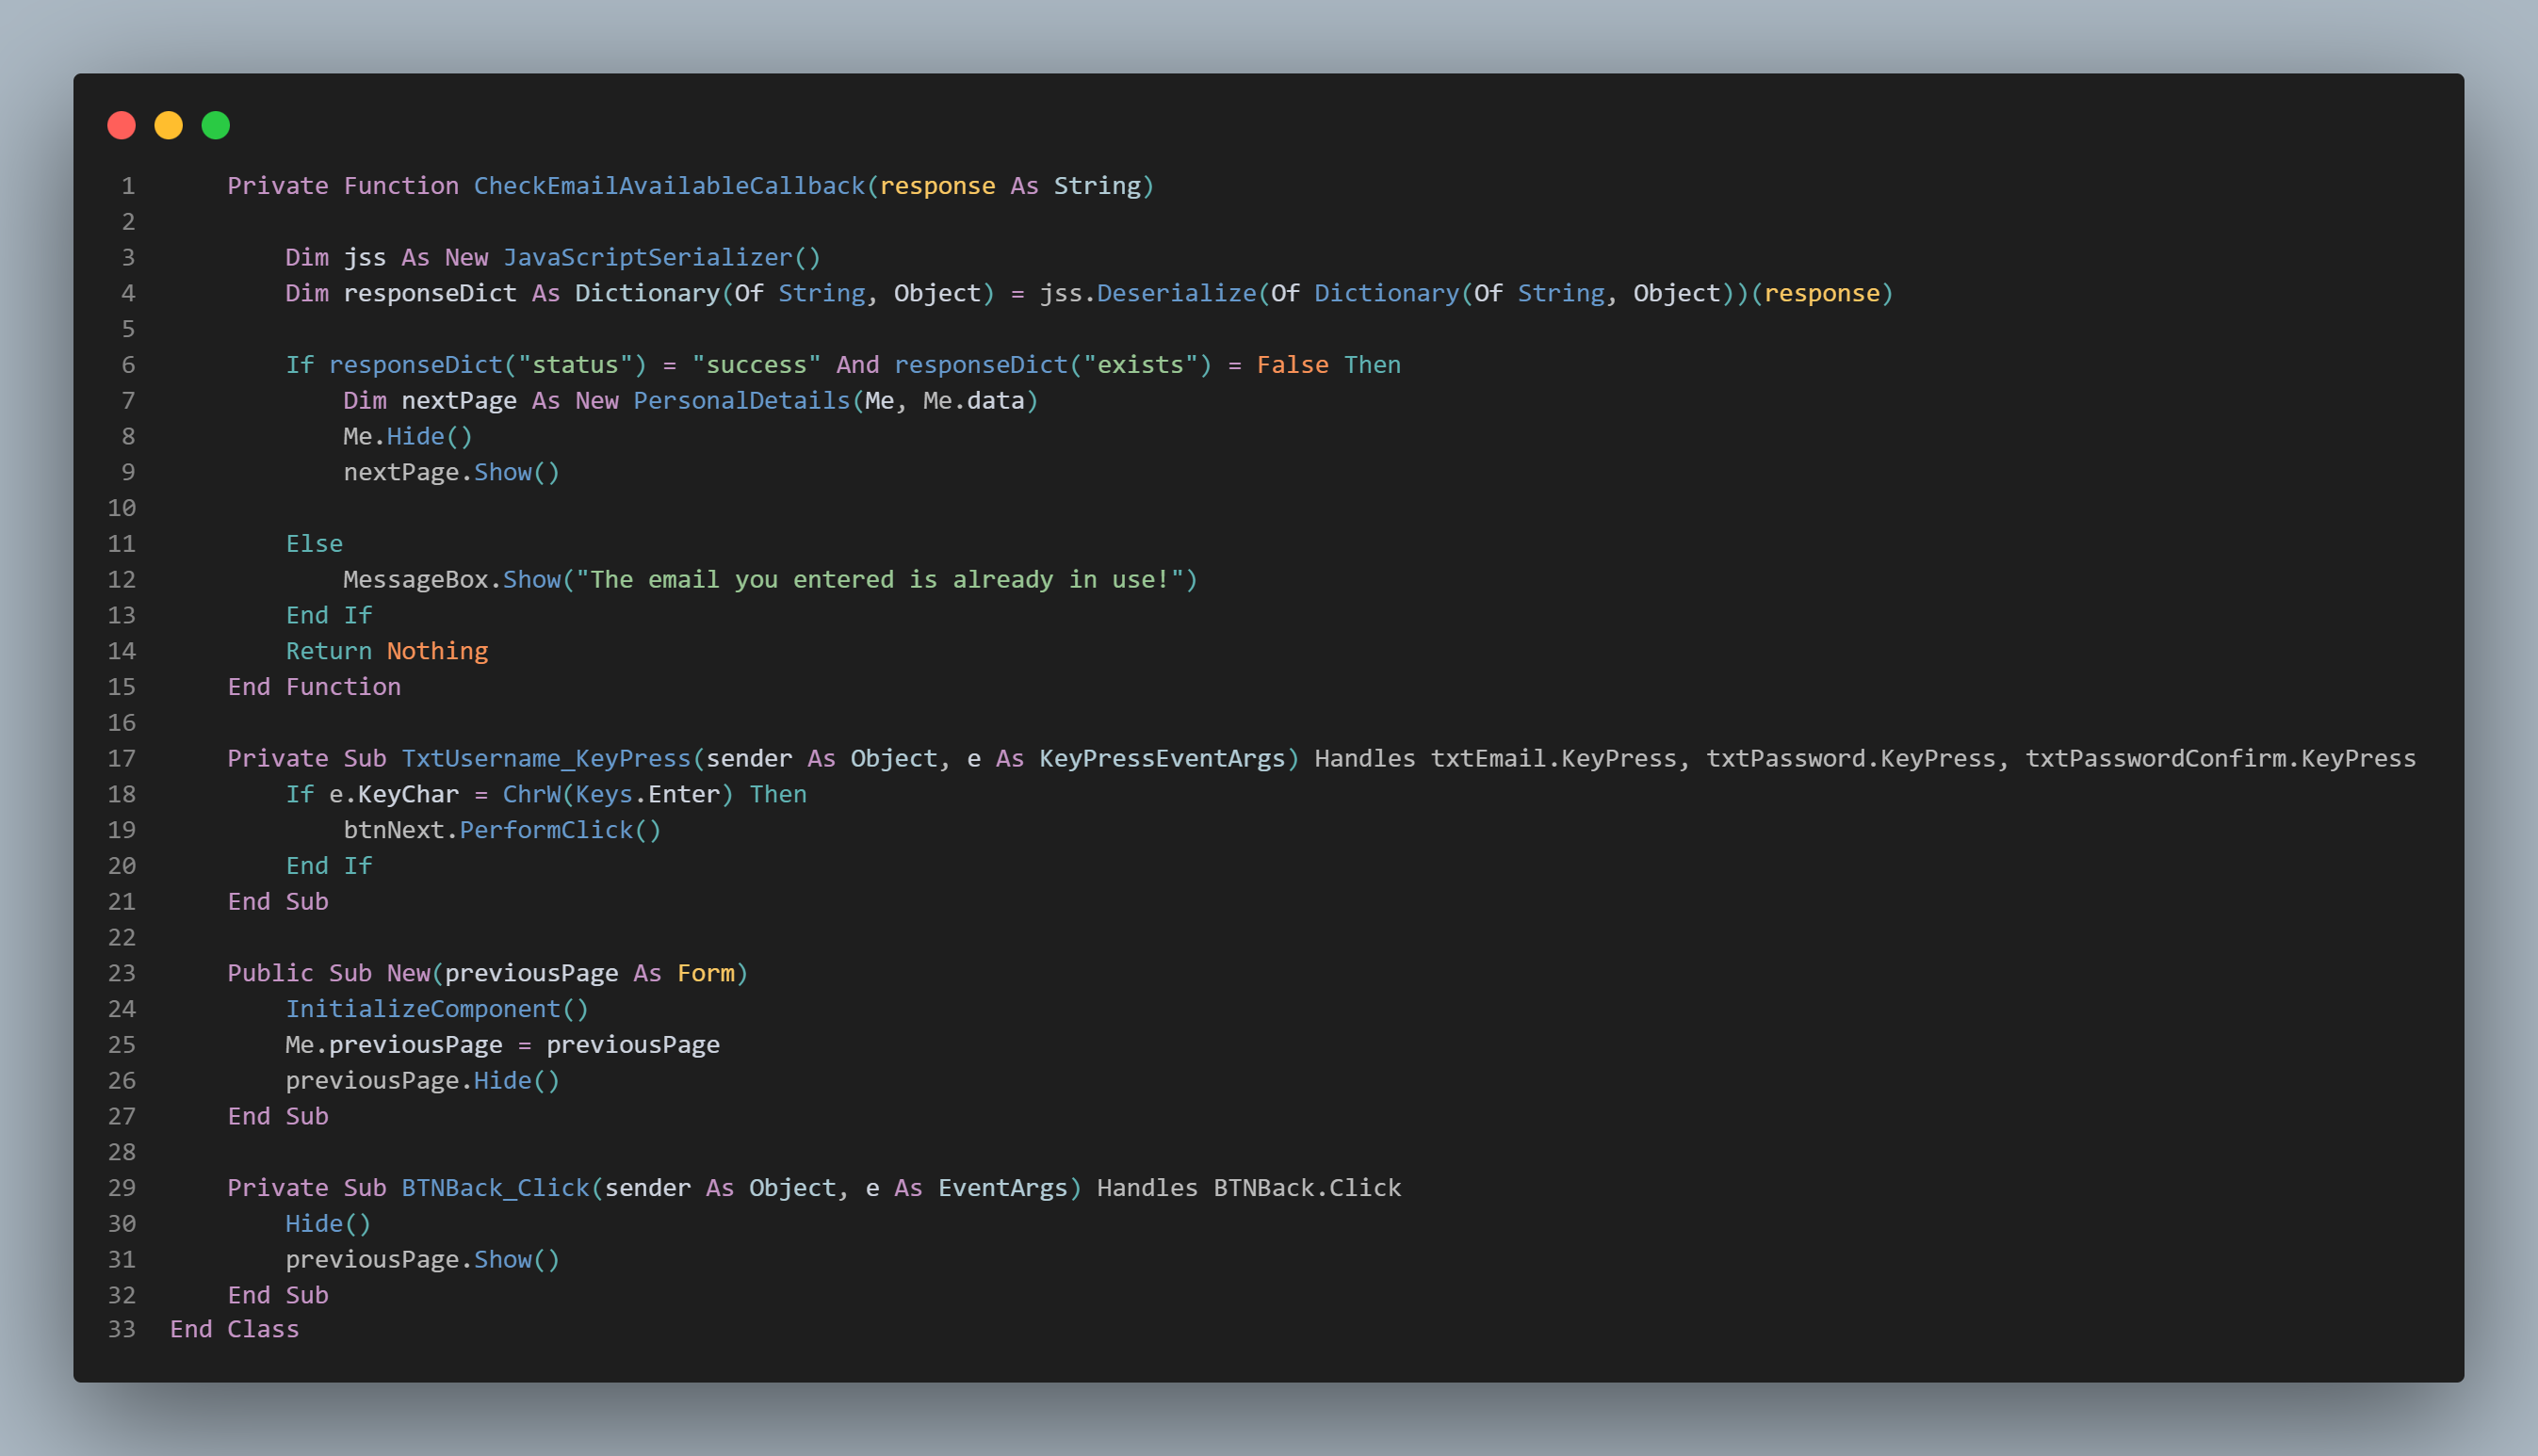 1    Private Function CheckEmailAvailableCallback(response As String)
2
3        Dim jss As New JavaScriptSerializer()
4        Dim responseDict As Dictionary(Of String, Object) = jss.Deserialize(Of Dictionary(Of String, Object))(response)
5
6        If responseDict("status") = "success" And responseDict("exists") = False Then
7            Dim nextPage As New PersonalDetails(Me, Me.data)
8            Me.Hide()
9            nextPage.Show()
10
11        Else
12            MessageBox.Show("The email you entered is already in use!")
13        End If
14        Return Nothing
15    End Function
16
17    Private Sub TxtUsername_KeyPress(sender As Object, e As KeyPressEventArgs) Handles txtEmail.KeyPress, txtPassword.KeyPress, txtPasswordConfirm.KeyPress
18        If e.KeyChar = ChrW(Keys.Enter) Then
19            btnNext.PerformClick()
20        End If
21    End Sub
22
23    Public Sub New(previousPage As Form)
24        InitializeComponent()
25        Me.previousPage = previousPage
26        previousPage.Hide()
27    End Sub
28
29    Private Sub BTNBack_Click(sender As Object, e As EventArgs) Handles BTNBack.Click
30        Hide()
31        previousPage.Show()
32    End Sub
33 End Class